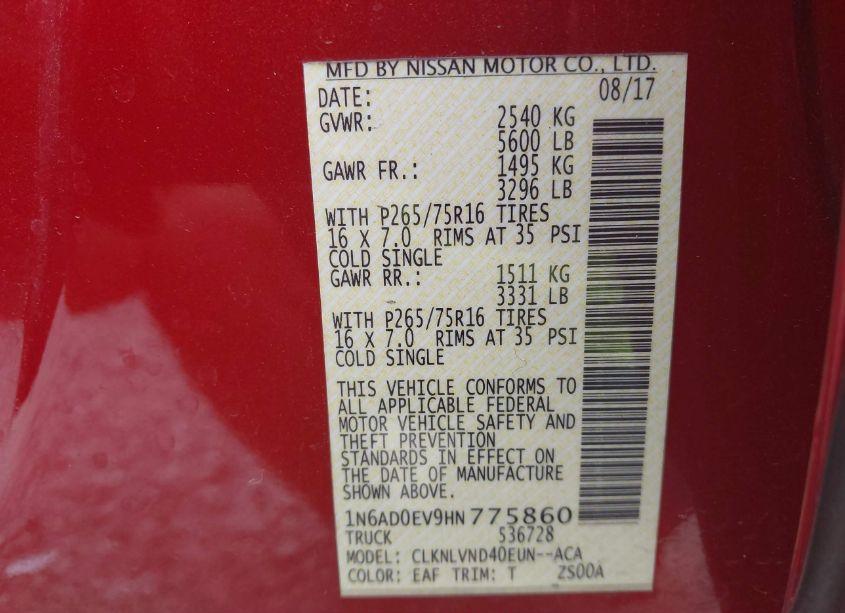 MFD BY NISSAN MOTOR CO., LTD.
DATE: 08/17
GVWR: 2540 KG
5600 LB
GAWR FR.: 1495 KG
3296 LB
WITH P265/75R16 TIRES
16 X 7.0 RIMS AT 35 PSI
COLD SINGLE
GAWR RR.: 1511 KG
3331 LB
WITH P265/75R16 TIRES
16 X 7.0 RIMS AT 35 PSI
COLD SINGLE
THIS VEHICLE CONFORMS TO
ALL APPLICABLE FEDERAL
MOTOR VEHICLE SAFETY AND
THEFT PREVENTION
STANDARDS IN EFFECT ON
THE DATE OF MANUFACTURE
SHOWN ABOVE.
1N6AD0EV9HN775860
TRUCK 536728
MODEL: CLKNLVND40EUN--ACA
COLOR: EAF TRIM: T ZS00A